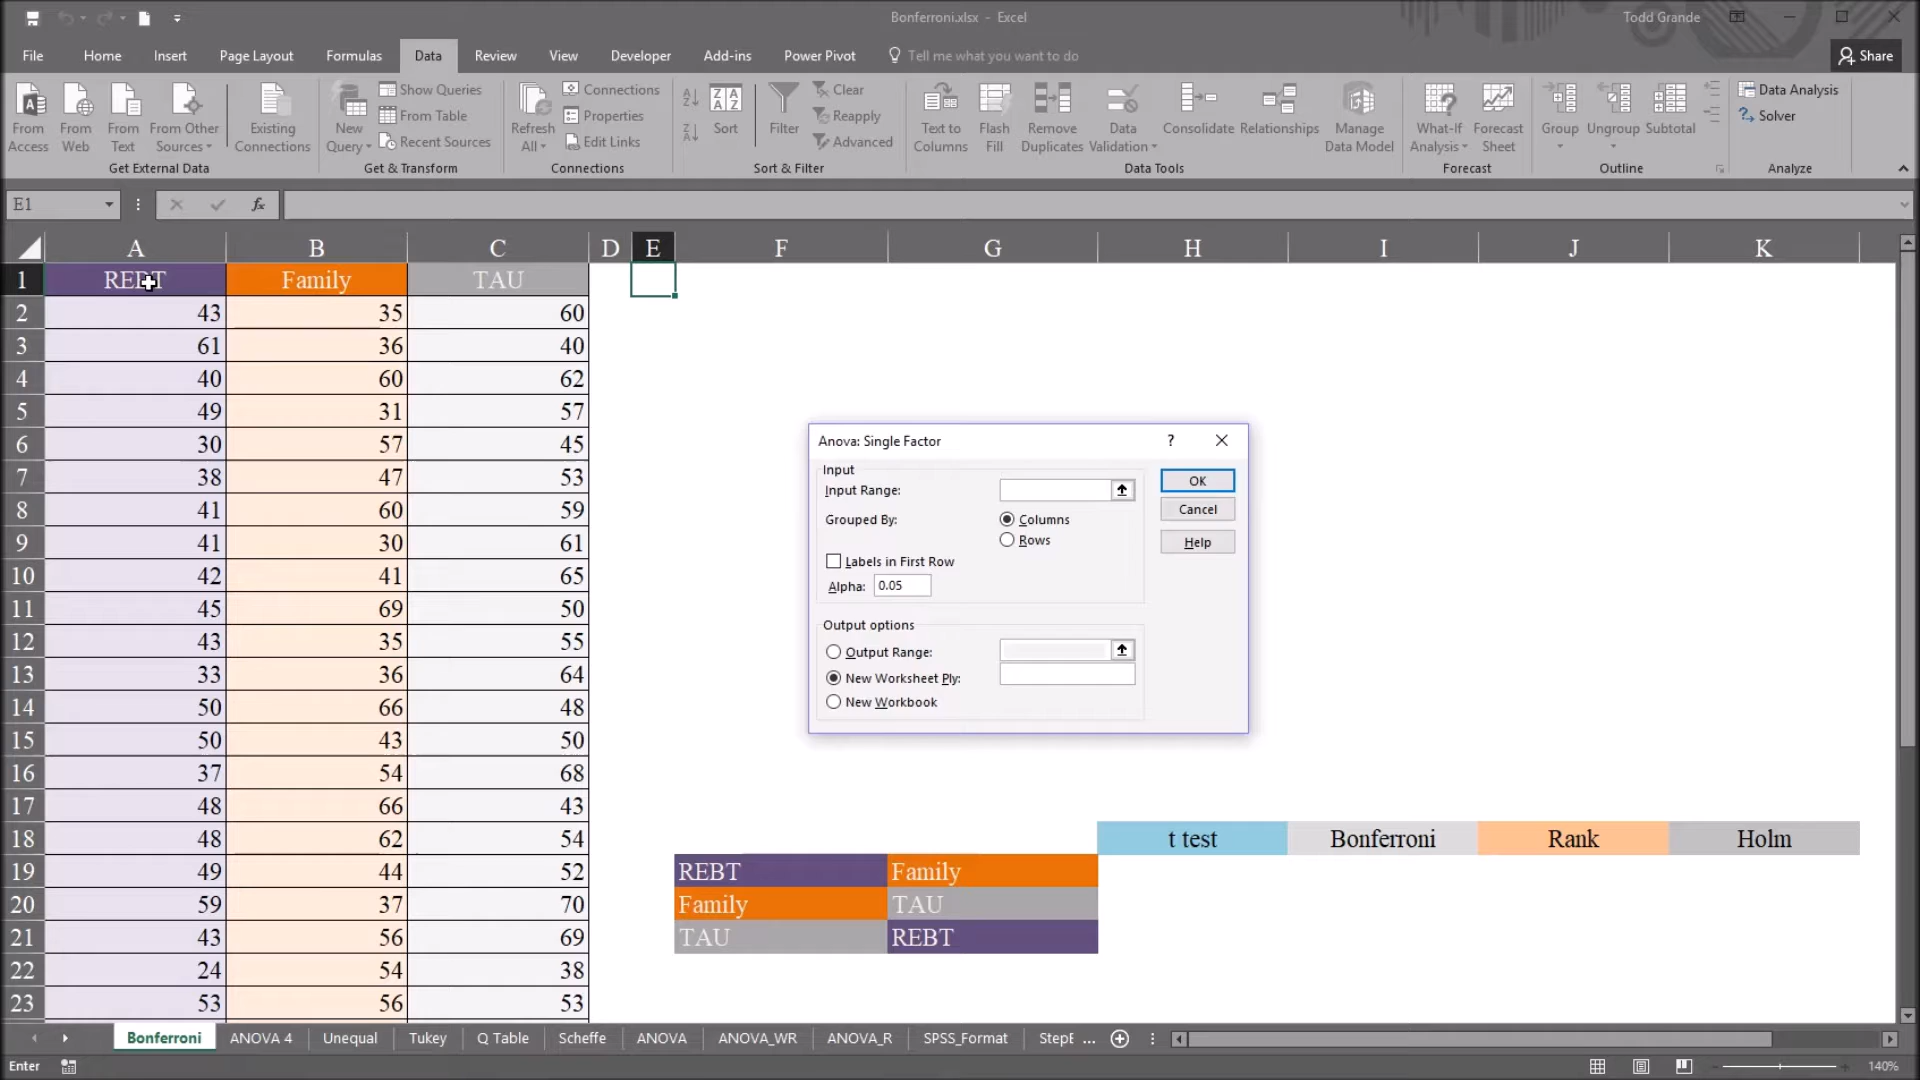 Bonferroni.xlsx - Excel
Todd Grande
File Home Insert Page Layout Formulas Data Review View Developer Add-ins Power Pivot Tell me what you want to do
Share
From Access
From Web
From Text
From Other Sources
Existing Connections
Get External Data
New Query
Show Queries
From Table
Recent Sources
Get & Transform
Refresh All
Connections
Properties
Edit Links
Connections
Sort
Filter
Clear
Reapply
Advanced
Sort & Filter
Text to Columns
Flash Fill
Remove Duplicates
Data Validation
Consolidate
Relationships
Manage Data Model
Data Tools
What-If Analysis
Forecast Sheet
Forecast
Group
Ungroup
Subtotal
Outline
Data Analysis
Solver
Analyze
E1
fx
A B C D E F G H I J K
1 REBT Family TAU
2 43 35 60
3 61 36 40
4 40 60 62
5 49 31 57
6 30 57 45
7 38 47 53
8 41 60 59
9 41 30 61
10 42 41 65
11 45 69 50
12 43 35 55
13 33 36 64
14 50 66 48
15 50 43 50
16 37 54 68
17 48 66 43
18 48 62 54 t test Bonferroni Rank Holm
19 49 44 52 REBT Family
20 59 37 70 Family TAU
21 43 56 69 TAU REBT
22 24 54 38
23 53 56 53
Anova: Single Factor ?
Input
Input Range:
Grouped By: Columns
Rows
Labels in First Row
Alpha: 0.05
OK
Cancel
Help
Output options
Output Range:
New Worksheet Ply:
New Workbook
Bonferroni ANOVA 4 Unequal Tukey Q Table Scheffe ANOVA ANOVA_WR ANOVA_R SPSS_Format StepE ...
Enter
140%